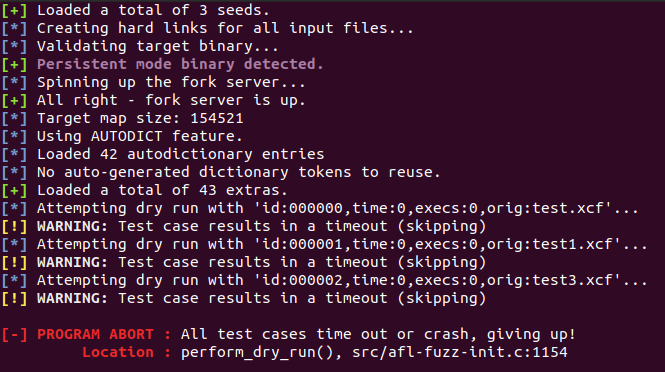 [+] Loaded a total of 3 seeds.
[*] Creating hard links for all input files...
[*] Validating target binary...
[+] Persistent mode binary detected.
[*] Spinning up the fork server...
[+] All right - fork server is up.
[*] Target map size: 154521
[*] Using AUTODICT feature.
[*] Loaded 42 autodictionary entries
[*] No auto-generated dictionary tokens to reuse.
[+] Loaded a total of 43 extras.
[*] Attempting dry run with 'id:000000,time:0,execs:0,orig:test.xcf'...
[!] WARNING: Test case results in a timeout (skipping)
[*] Attempting dry run with 'id:000001,time:0,execs:0,orig:test1.xcf'...
[!] WARNING: Test case results in a timeout (skipping)
[*] Attempting dry run with 'id:000002,time:0,execs:0,orig:test3.xcf'...
[!] WARNING: Test case results in a timeout (skipping)
[-] PROGRAM ABORT : All test cases time out or crash, giving up!
Location : perform_dry_run(), src/afl-fuzz-init.c:1154